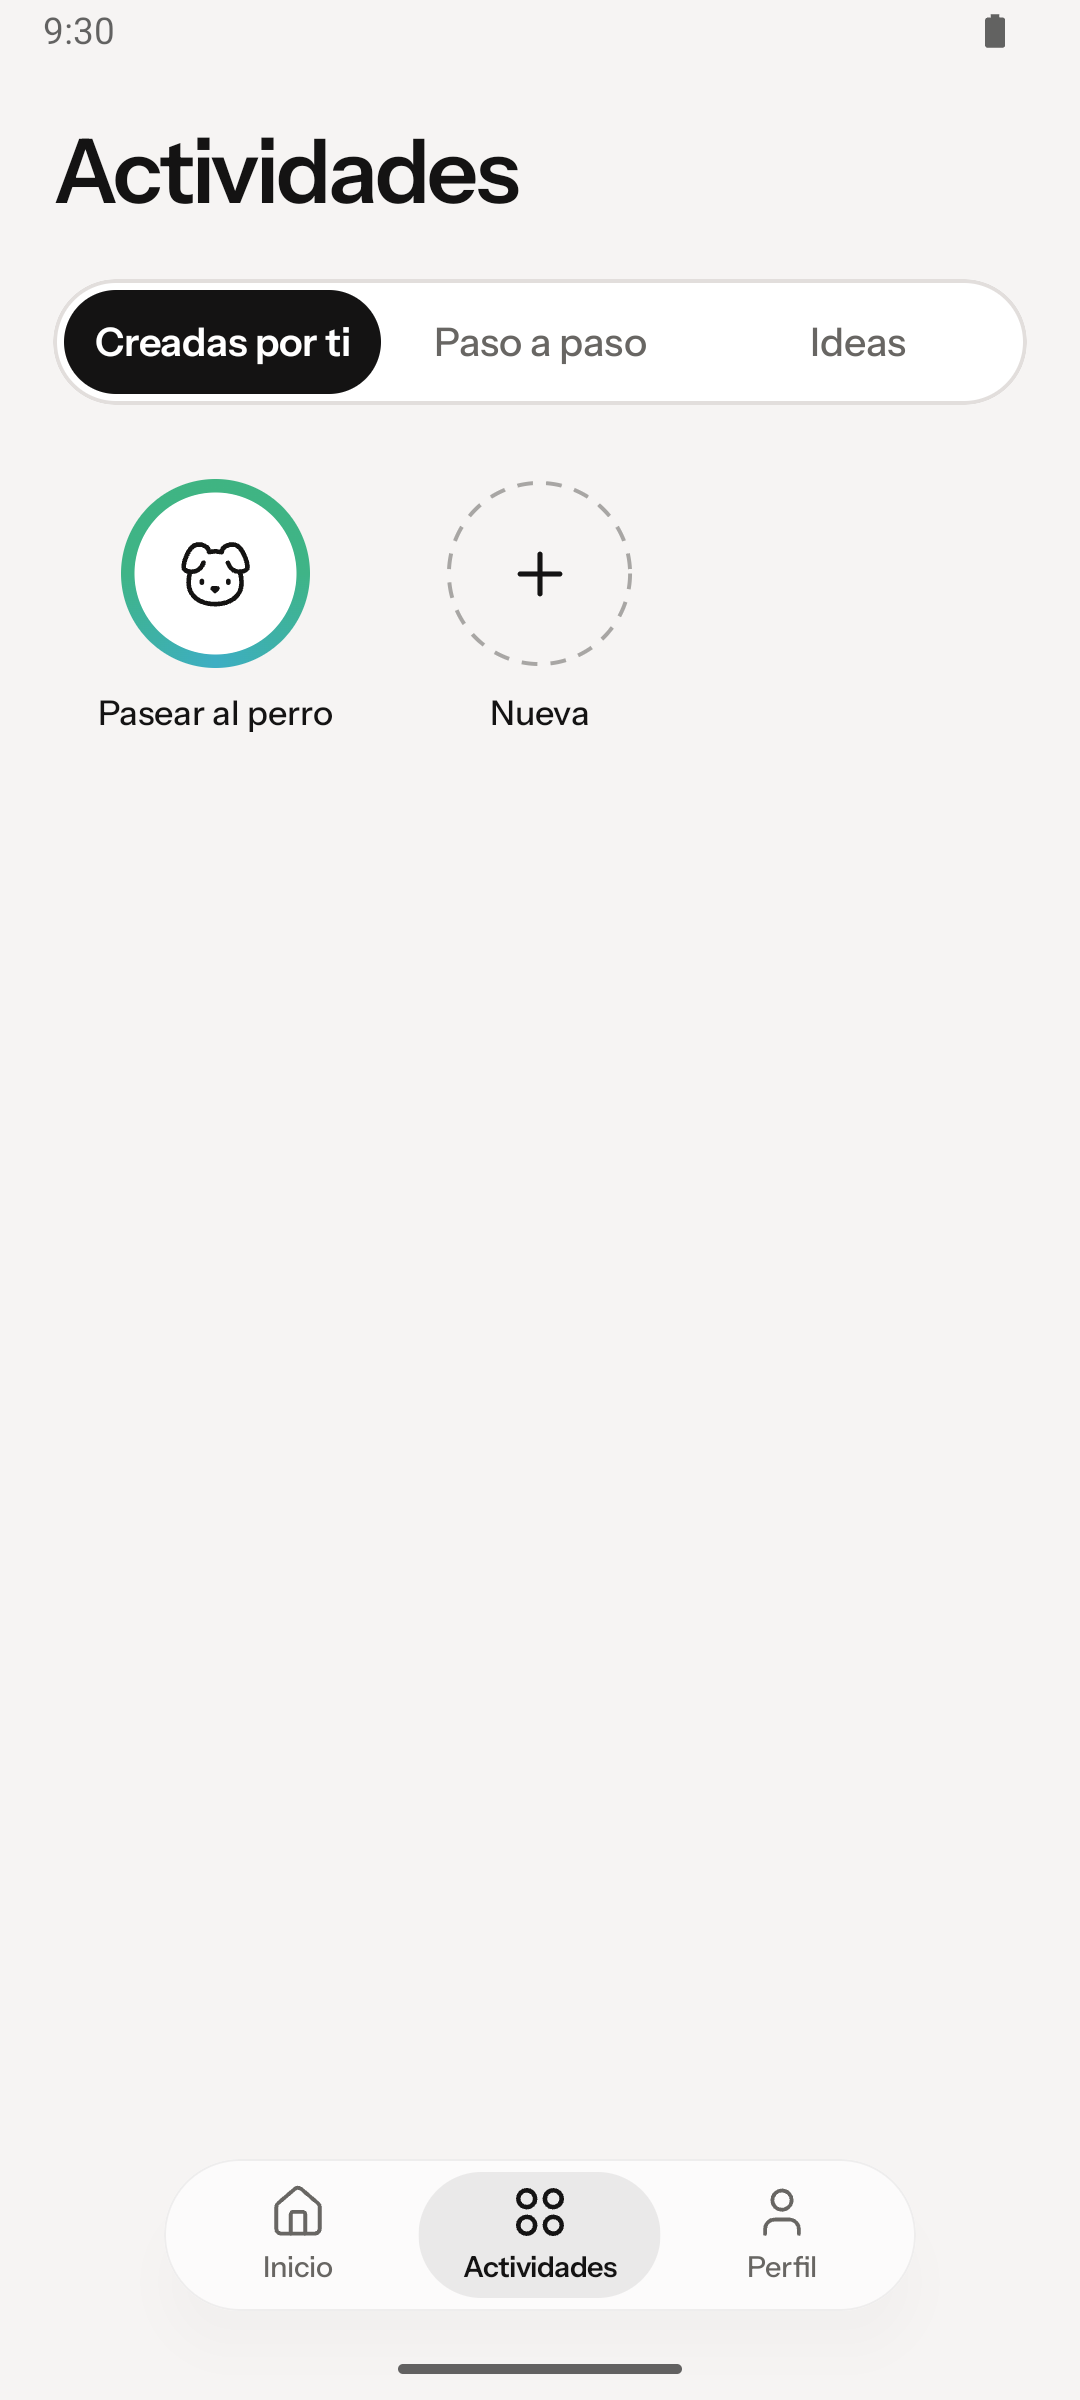 9:30
Actividades
Creadas por ti
Paso a paso
Ideas
Pasear al perro
Nueva
Inicio
Actividades
Perfil